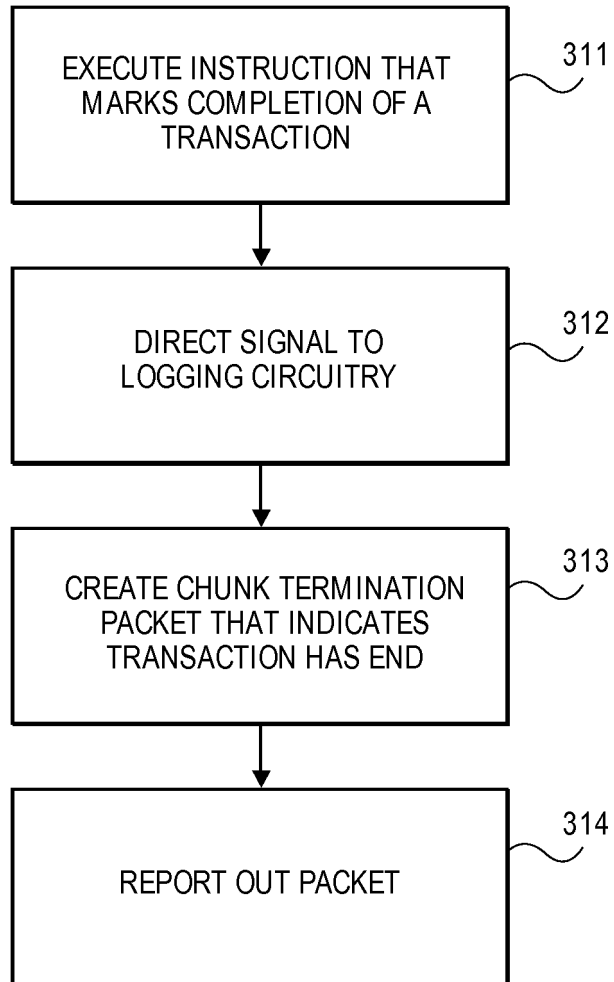 EXECUTE INSTRUCTION THAT
MARKS COMPLETION OF A
TRANSACTION
311
DIRECT SIGNAL TO
LOGGING CIRCUITRY
312
CREATE CHUNK TERMINATION
PACKET THAT INDICATES
TRANSACTION HAS END
313
REPORT OUT PACKET
314